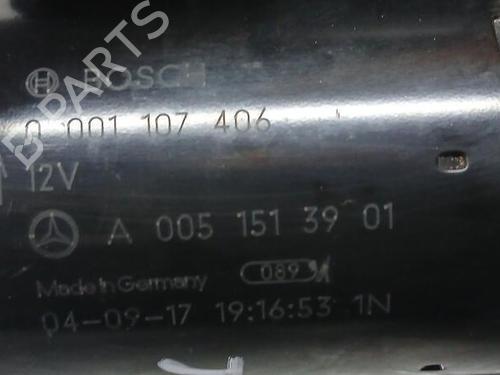 BOSCH
0 001 107 406
12V
A 005 151 39 01
Made in Germany 089
04-09-17 19:16:53 1N
B PARTS